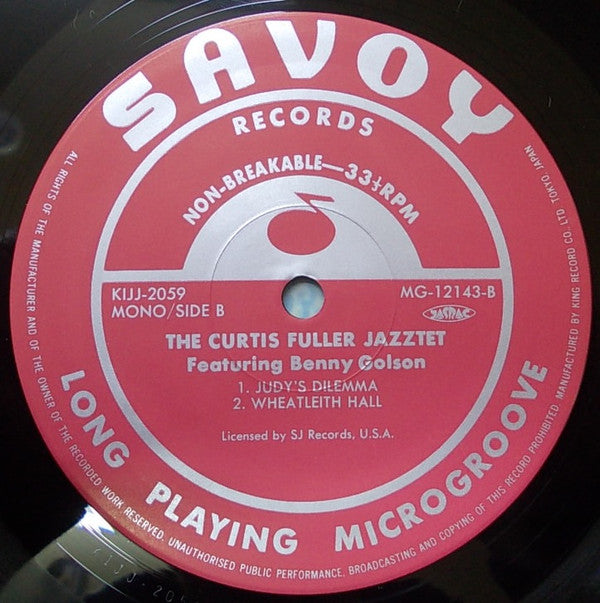 SAVOY
RECORDS
NON-BREAKABLE—33⅓RPM
KIJJ-2059
MONO/SIDE B
MG-12143-B
JASRAC
THE CURTIS FULLER JAZZTET
Featuring Benny Golson
1. JUDY'S DILEMMA
2. WHEATLEITH HALL
Licensed by SJ Records, U.S.A.
LONG PLAYING MICROGROOVE
ALL RIGHTS OF THE MANUFACTURER AND OF THE OWNER OF THE RECORDED WORK RESERVED. UNAUTHORISED PUBLIC PERFORMANCE, BROADCASTING AND COPYING OF THIS RECORD PROHIBITED. MANUFACTURED BY KING RECORD CO., LTD. TOKYO JAPAN